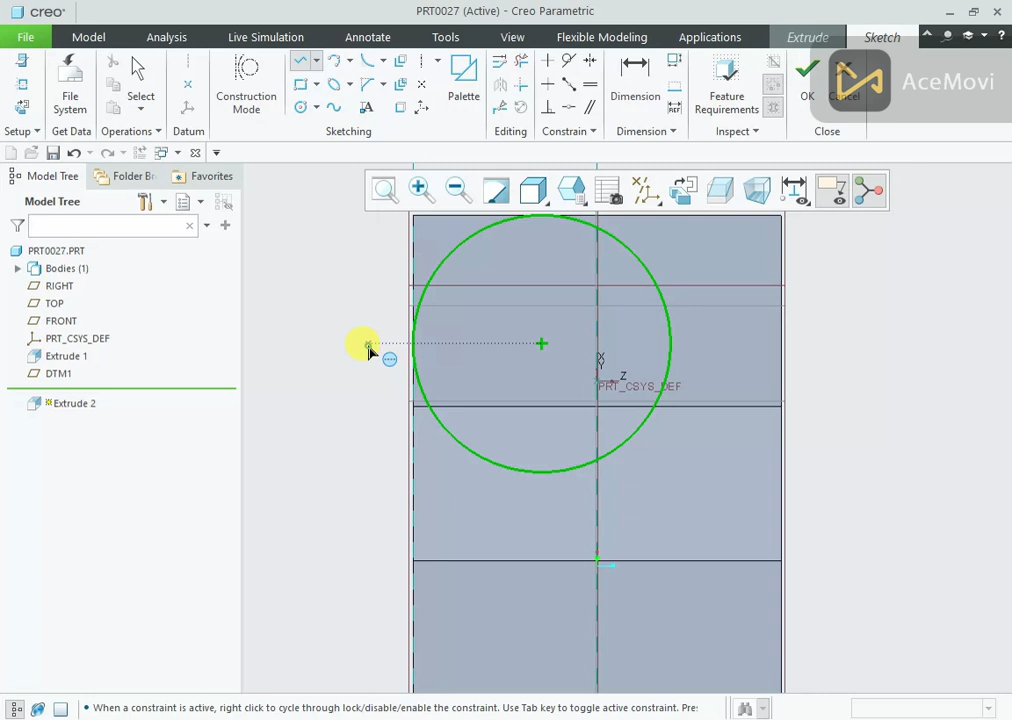 creo
PRT0027 (Active) - Creo Parametric
File Model Analysis Live Simulation Annotate Tools View Flexible Modeling Applications Extrude Sketch
File System
Select
Construction Mode
Palette
Dimension
Feature Requirements
OK
Cancel
AceMovi
Setup Get Data Operations Datum Sketching Editing Constrain Dimension Inspect Close
Model Tree Folder Br Favorites
Model Tree
PRT0027.PRT
Bodies (1)
RIGHT
TOP
FRONT
PRT_CSYS_DEF
Extrude 1
DTM1
Extrude 2
X
Y
Z
PRT_CSYS_DEF
When a constraint is active, right click to cycle through lock/disable/enable the constraint. Use Tab key to toggle active constraint. Pre